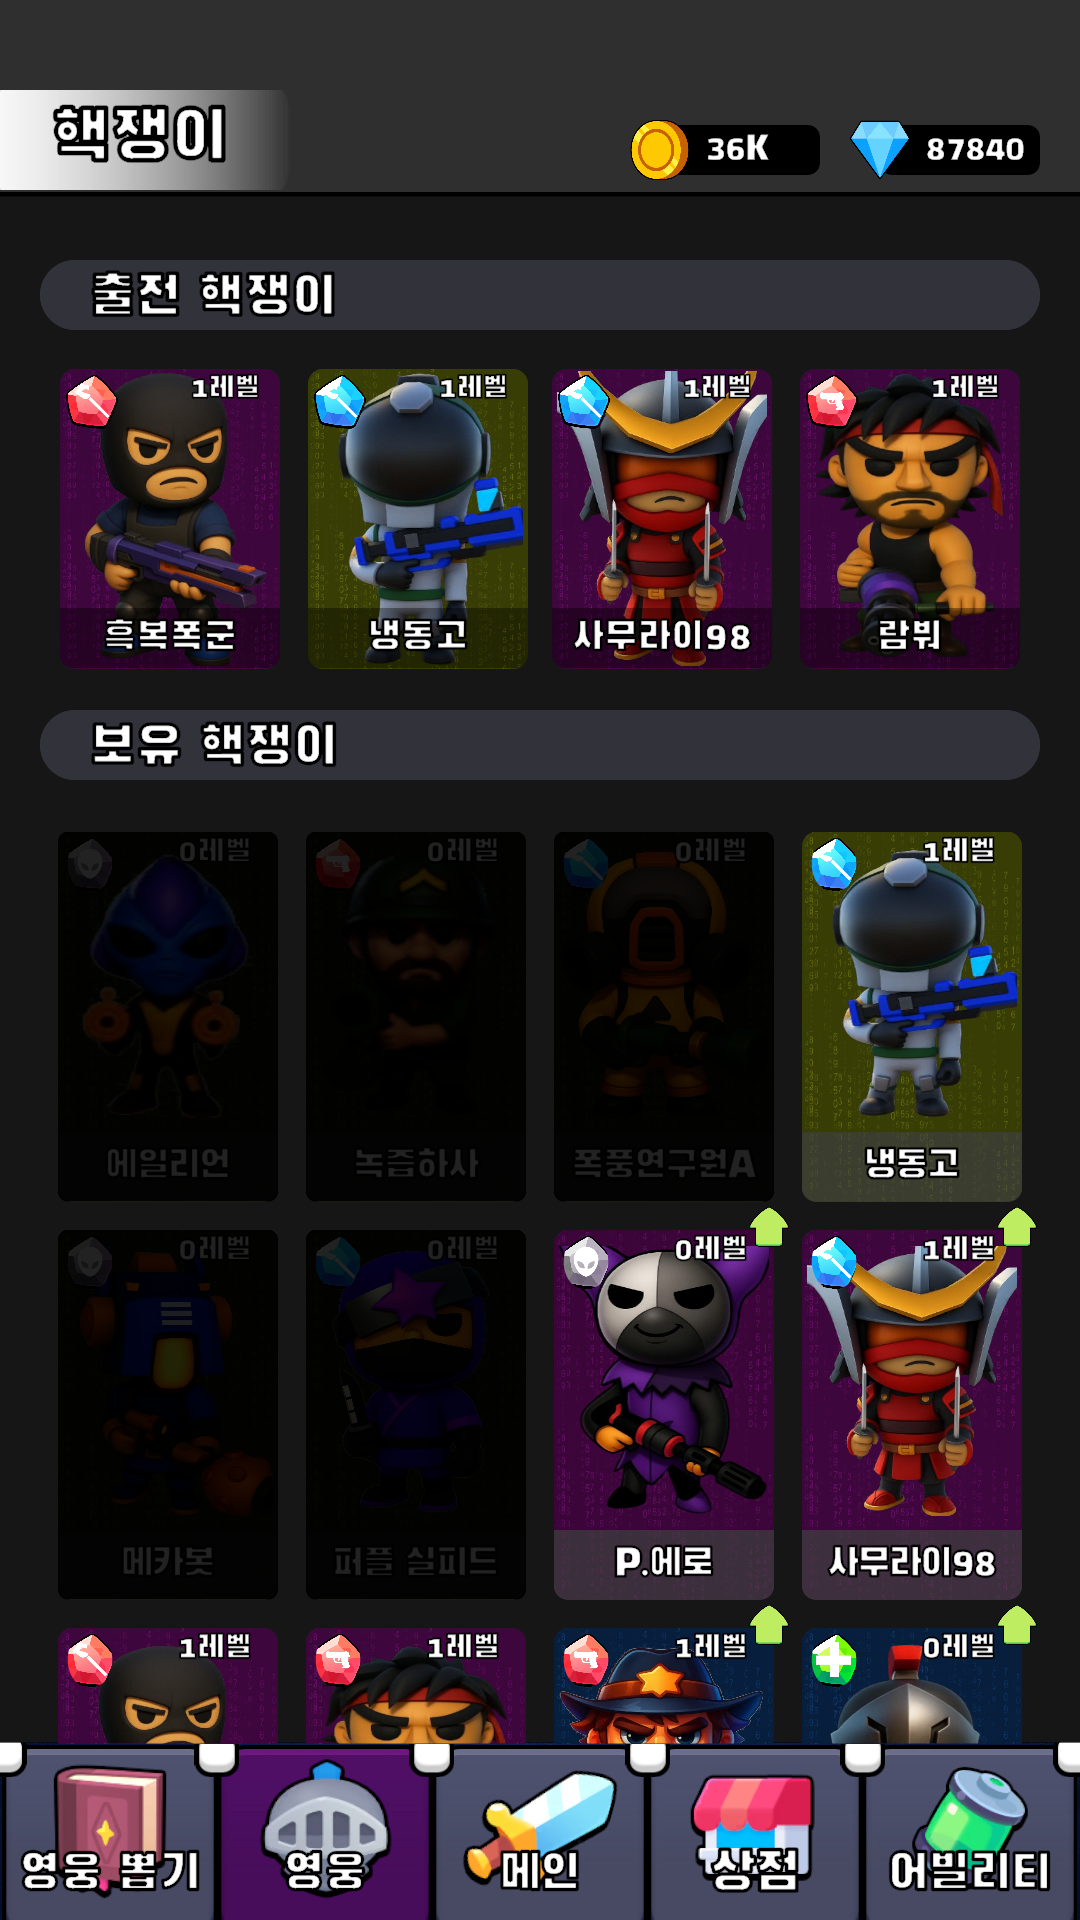 핵쟁이
36K
87840
출전 핵쟁이
1레벨
1레벨
1레벨
1레벨
흑복폭군
냉동고
사무라이98
람붜
보유 핵쟁이
0레벨
0레벨
0레벨
1레벨
에일리언
녹즙하사
폭풍연구원A
냉동고
0레벨
0레벨
0레벨
1레벨
메카봇
퍼플 실피드
P.에로
사무라이98
1레벨
1레벨
1레벨
0레벨
영웅 뽑기
영웅
메인
상점
어빌리티